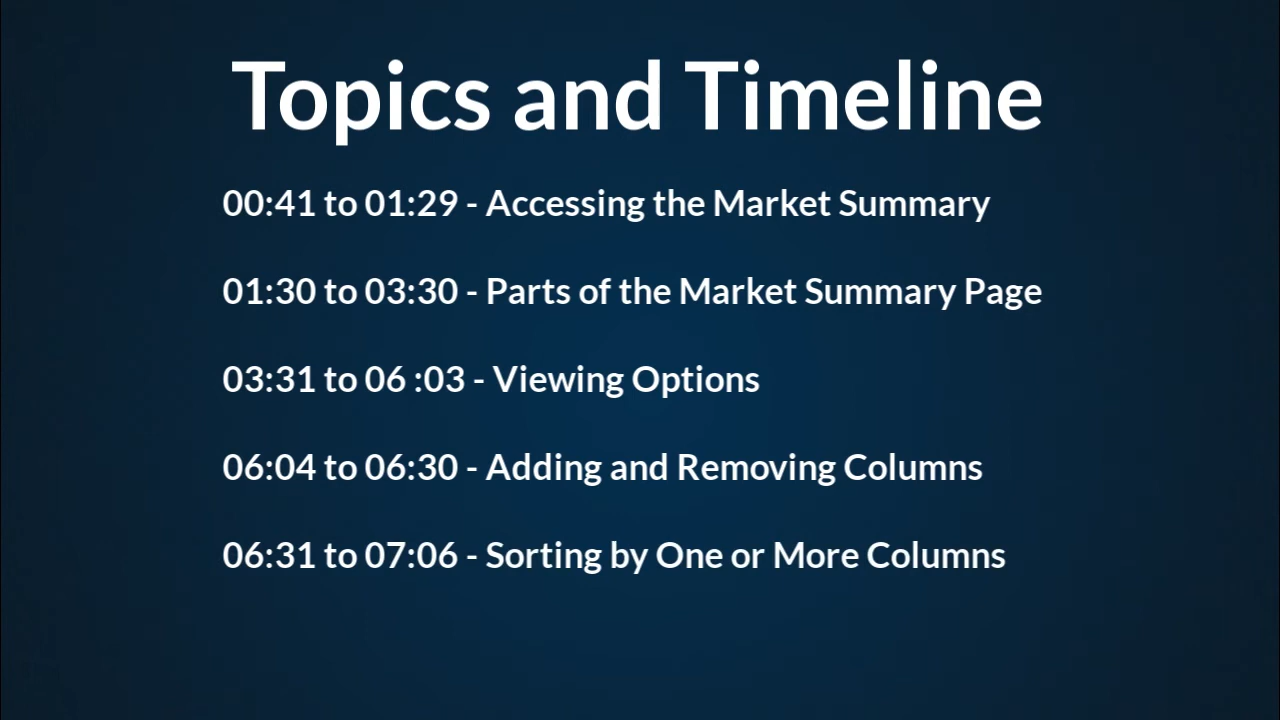 Topics and Timeline
00:41 to 01:29 - Accessing the Market Summary
01:30 to 03:30 - Parts of the Market Summary Page
03:31 to 06 :03 - Viewing Options
06:04 to 06:30 - Adding and Removing Columns
06:31 to 07:06 - Sorting by One or More Columns